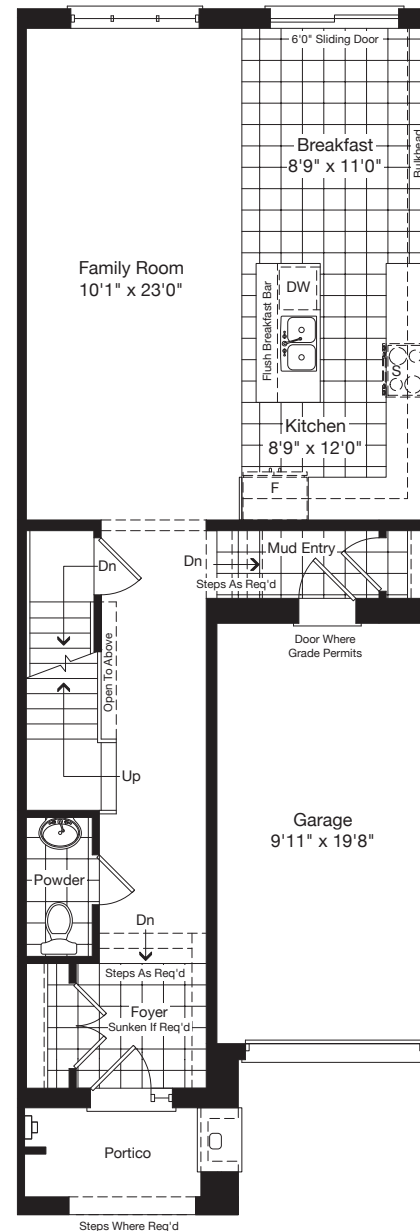 6'0" Sliding Door
Breakfast
8'9" x 11'0"
Bulkhead
Family Room
10'1" x 23'0"
DW
Flush Breakfast Bar
S
Kitchen
8'9" x 12'0"
F
Mud Entry
Dn
Dn
Steps As Req'd
Door Where
Grade Permits
Open To Above
Up
Garage
9'11" x 19'8"
Powder
Dn
Steps As Req'd
Foyer
Sunken If Req'd
Portico
Steps Where Req'd